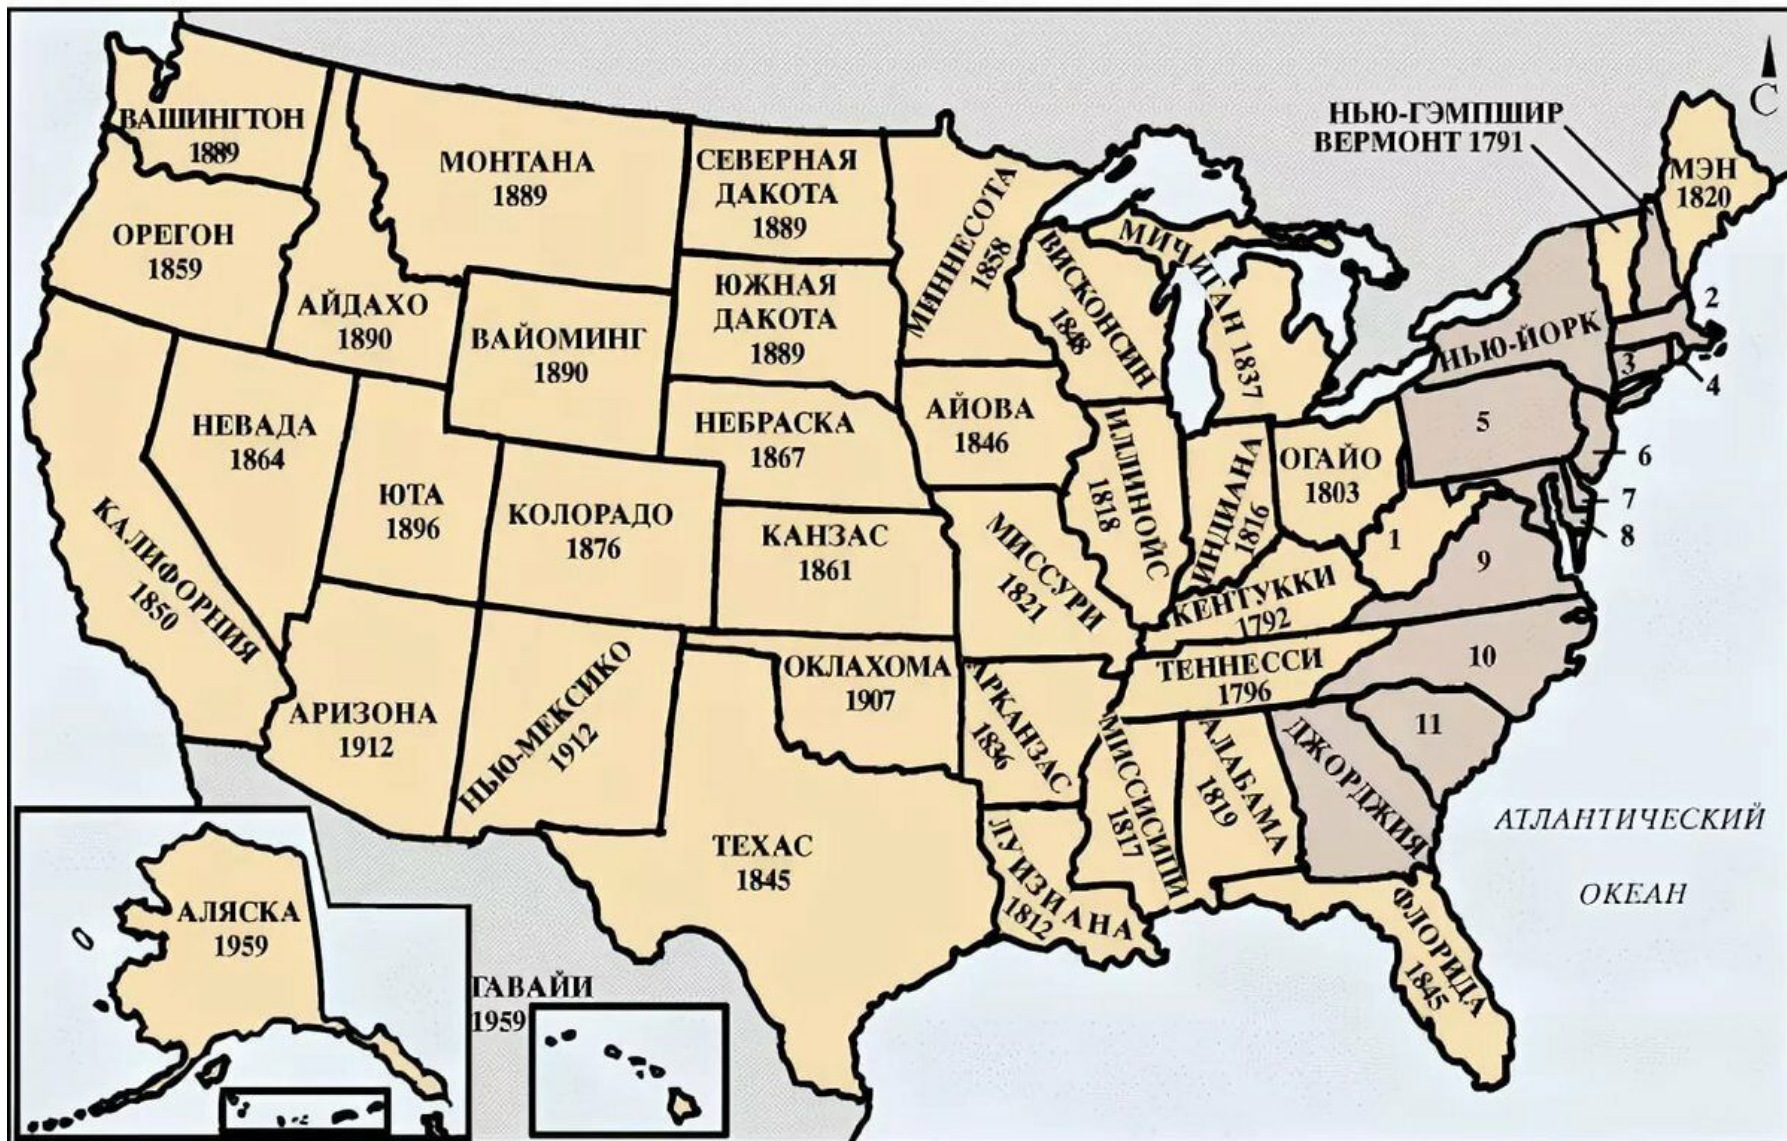 С
НЬЮ-ГЭМПШИР
ВЕРМОНТ 1791
МЭН
1820
ВАШИНГТОН
1889
МОНТАНА
1889
СЕВЕРНАЯ
ДАКОТА
1889
МИННЕСОТА
1858
ОРЕГОН
1859
АЙДАХО
1890
ВАЙОМИНГ
1890
ЮЖНАЯ
ДАКОТА
1889
ВИСКОНСИН
1848
МИЧИГАН 1837
НЬЮ-ЙОРК
2
3
4
НЕВАДА
1864
ЮТА
1896
КОЛОРАДО
1876
НЕБРАСКА
1867
АЙОВА
1846
ИЛЛИНОЙС
1818
ИНДИАНА
1816
ОГАЙО
1803
5
6
7
8
КАЛИФОРНИЯ
1850
КАНЗАС
1861
МИССУРИ
1821
КЕНТУККИ
1792
1
9
АРИЗОНА
1912
НЬЮ-МЕКСИКО
1912
ОКЛАХОМА
1907
АРКАНЗАС
1836
ТЕННЕССИ
1796
10
11
ТЕХАС
1845
ЛУИЗИАНА
1812
МИССИСИПИ
1817
АЛАБАМА
1819
ДЖОРДЖИЯ
ФЛОРИДА
1845
АТЛАНТИЧЕСКИЙ
ОКЕАН
АЛЯСКА
1959
ГАВАЙИ
1959